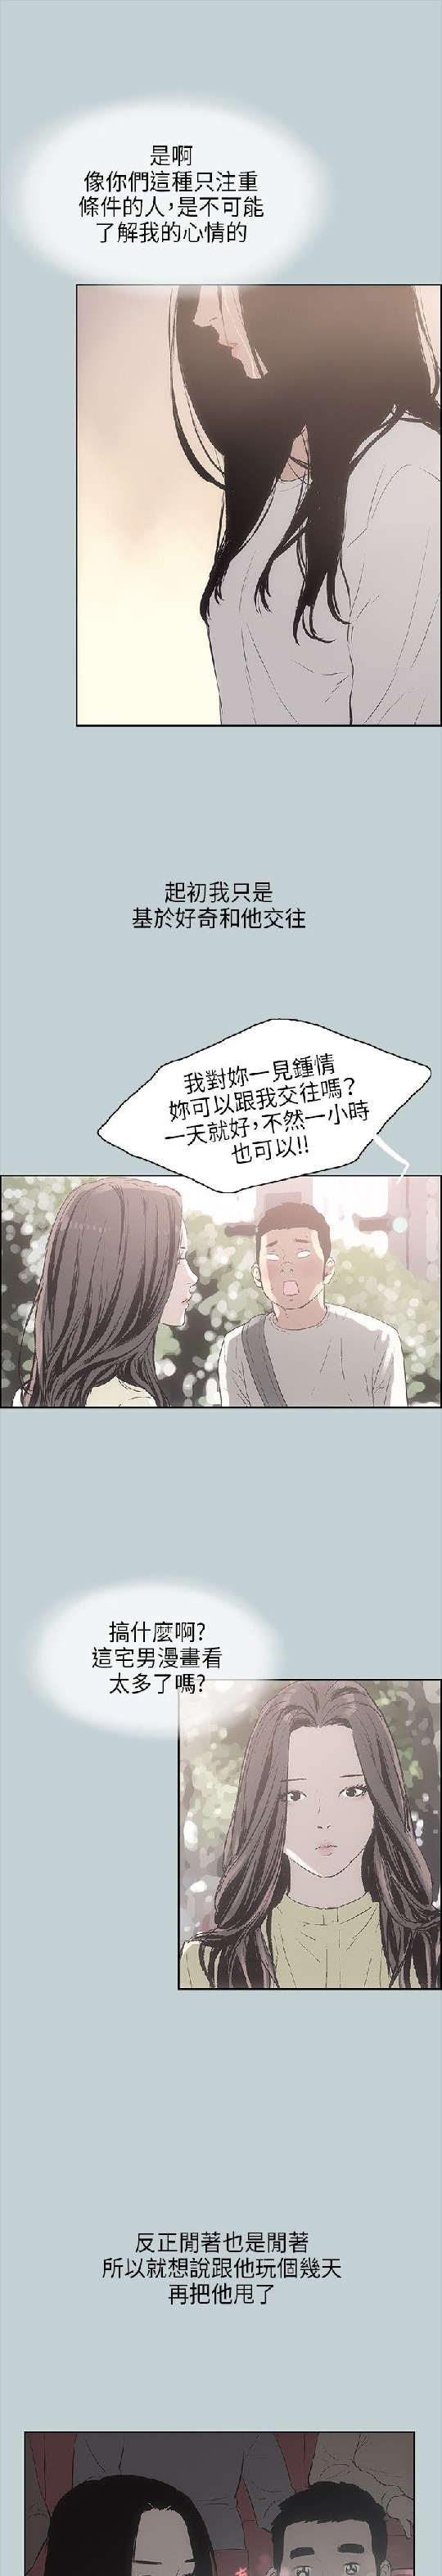 是啊
像你們這種只注重
條件的人，是不可能
了解我的心情的
起初我只是
基於好奇和他交往
我對妳一見鍾情
妳可以跟我交往嗎？
一天就好，不然一小時
也可以!!
搞什麼啊?
這宅男漫畫看
太多了嗎?
反正閒著也是閒著
所以就想說跟他玩個幾天
再把他甩了